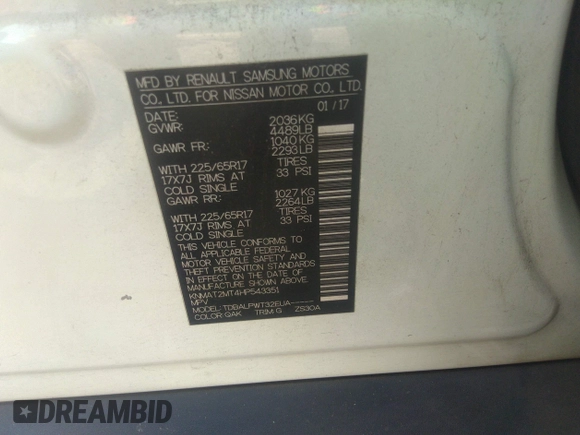 MFD BY RENAULT SAMSUNG MOTORS
CO., LTD. FOR NISSAN MOTOR CO., LTD.
DATE: 01/17
GVWR: 2036KG
4489LB
GAWR FR: 1040KG
2293LB
WITH 225/65R17 TIRES
17X7J RIMS AT 33 PSI
COLD SINGLE
GAWR RR: 1027KG
2264LB
WITH 225/65R17 TIRES
17X7J RIMS AT 33 PSI
COLD SINGLE
THIS VEHICLE CONFORMS TO
ALL APPLICABLE FEDERAL
MOTOR VEHICLE SAFETY AND
THEFT PREVENTION STANDARDS
IN EFFECT ON THE DATE OF
MANUFACTURE SHOWN ABOVE.
KNMAT2MT4HP543351
MPV
MODEL: TDBALPWT32EUA------
COLOR: QAK TRIM: G ZS30A
DREAMBID